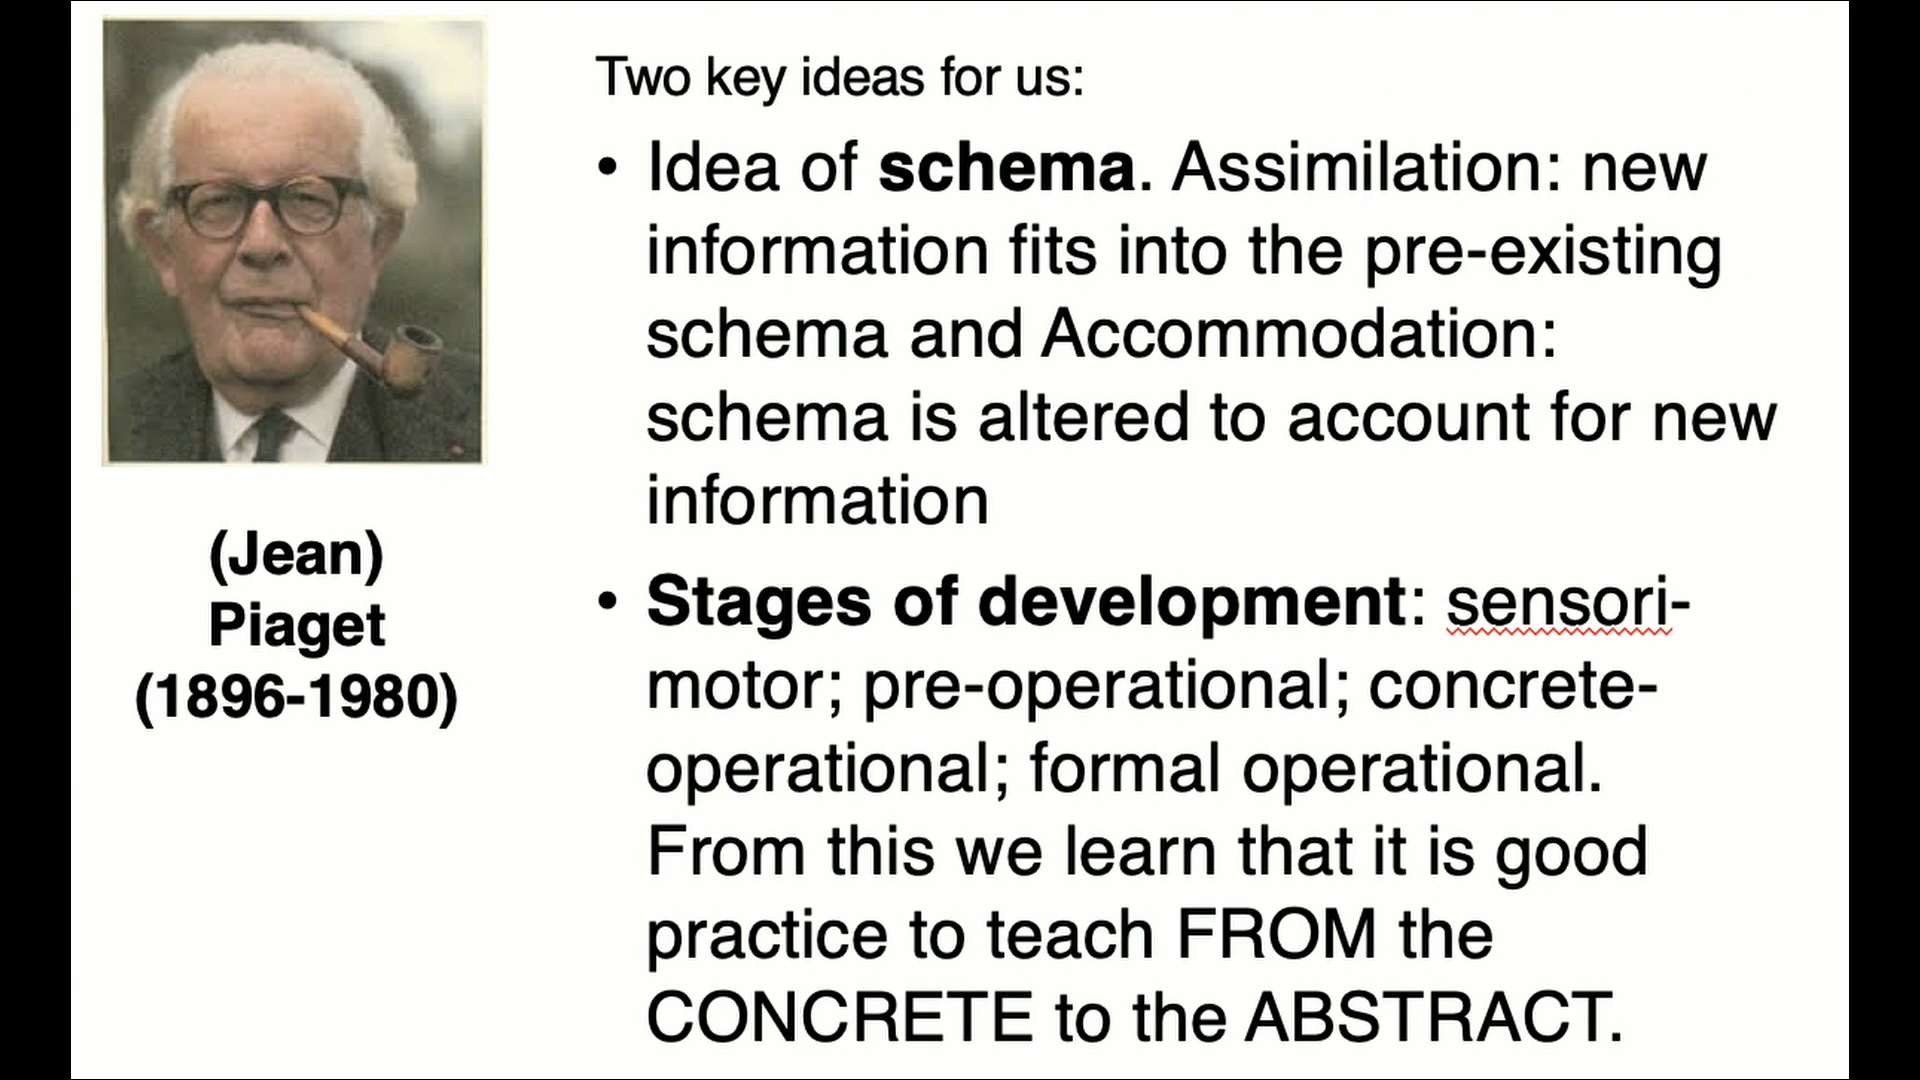 Two key ideas for us:
• Idea of schema. Assimilation: new
information fits into the pre-existing
schema and Accommodation:
schema is altered to account for new
information
• Stages of development: sensori-
motor; pre-operational; concrete-
operational; formal operational.
From this we learn that it is good
practice to teach FROM the
CONCRETE to the ABSTRACT.
(Jean)
Piaget
(1896-1980)